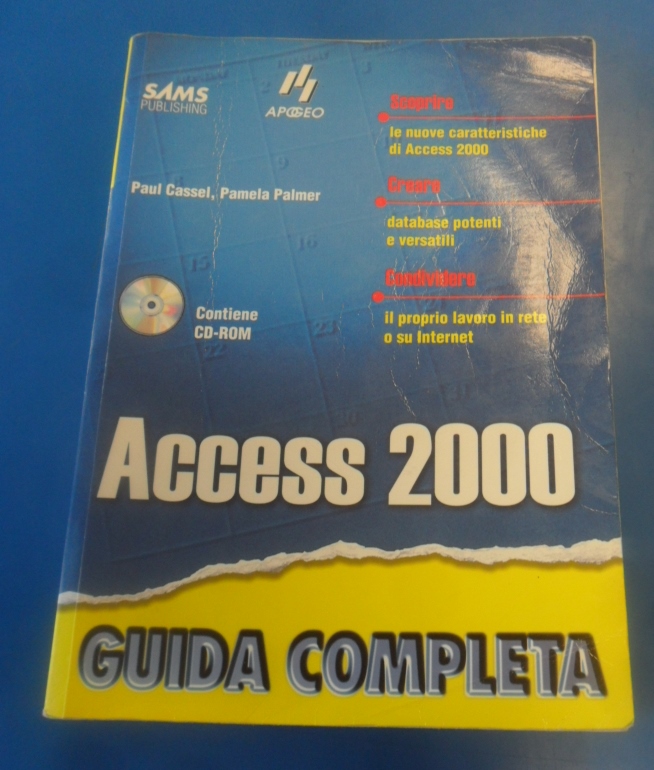 SAMS
PUBLISHING
APOGEO
Scoprire
le nuove caratteristiche
di Access 2000
Paul Cassel, Pamela Palmer
Creare
database potenti
e versatili
Condividere
il proprio lavoro in rete
o su Internet
Contiene
CD-ROM
Access 2000
GUIDA COMPLETA